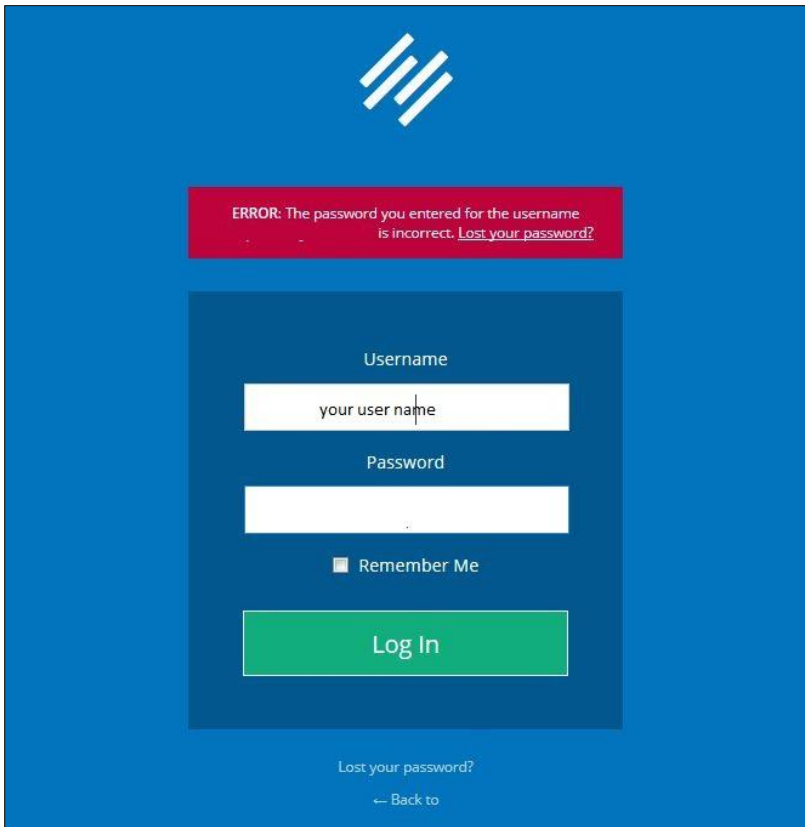 ERROR: The password you entered for the username
is incorrect. Lost your password?
Username
your user name
Password
Remember Me
Log In
Lost your password?
← Back to